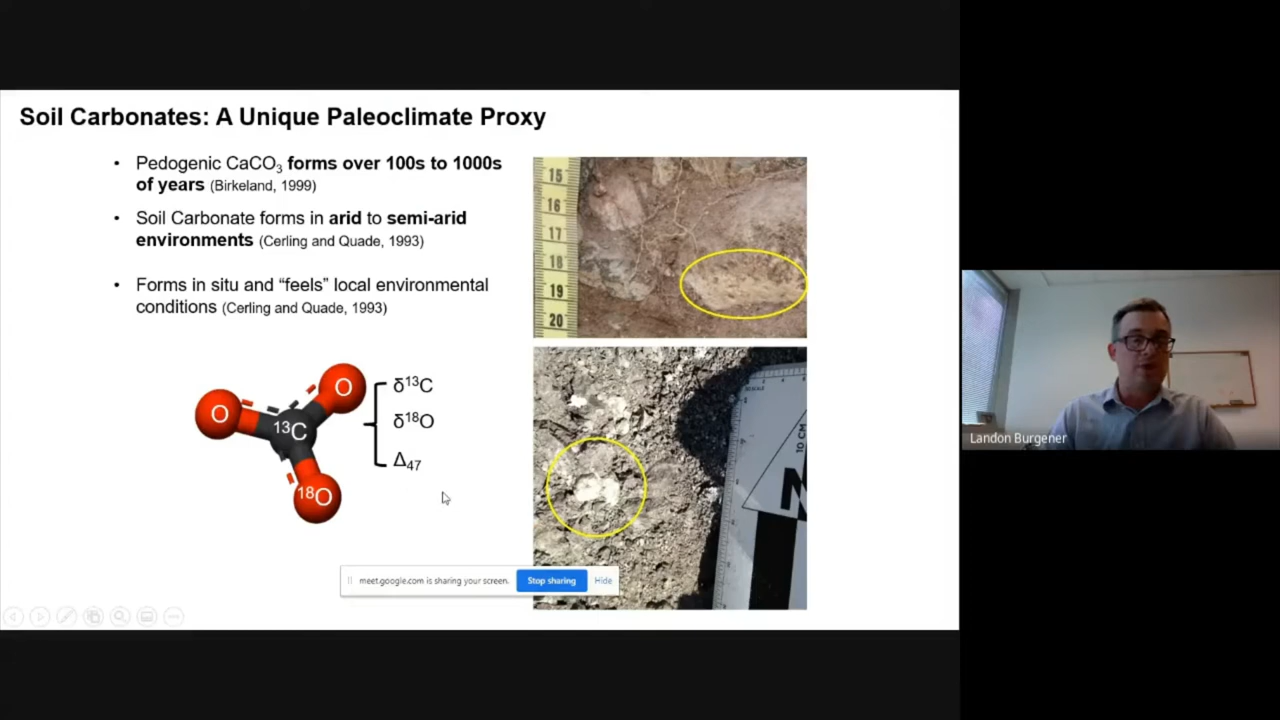 Soil Carbonates: A Unique Paleoclimate Proxy
• Pedogenic CaCO₃ forms over 100s to 1000s
of years (Birkeland, 1999)
• Soil Carbonate forms in arid to semi-arid
environments (Cerling and Quade, 1993)
• Forms in situ and “feels” local environmental
conditions (Cerling and Quade, 1993)
O
O
¹³C
¹⁸O
δ¹³C
δ¹⁸O
Δ₄₇
15
16
17
18
19
20
SCALE
10 CM
N
meet.google.com is sharing your screen.
Stop sharing
Hide
Landon Burgener